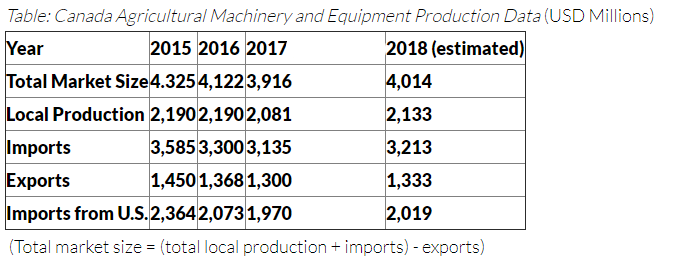 Table: Canada Agricultural Machinery and Equipment Production Data (USD Millions)
Year 2015 2016 2017 2018 (estimated)
Total Market Size 4.325 4,122 3,916 4,014
Local Production 2,190 2,190 2,081 2,133
Imports 3,585 3,300 3,135 3,213
Exports 1,450 1,368 1,300 1,333
Imports from U.S. 2,364 2,073 1,970 2,019
(Total market size = (total local production + imports) - exports)